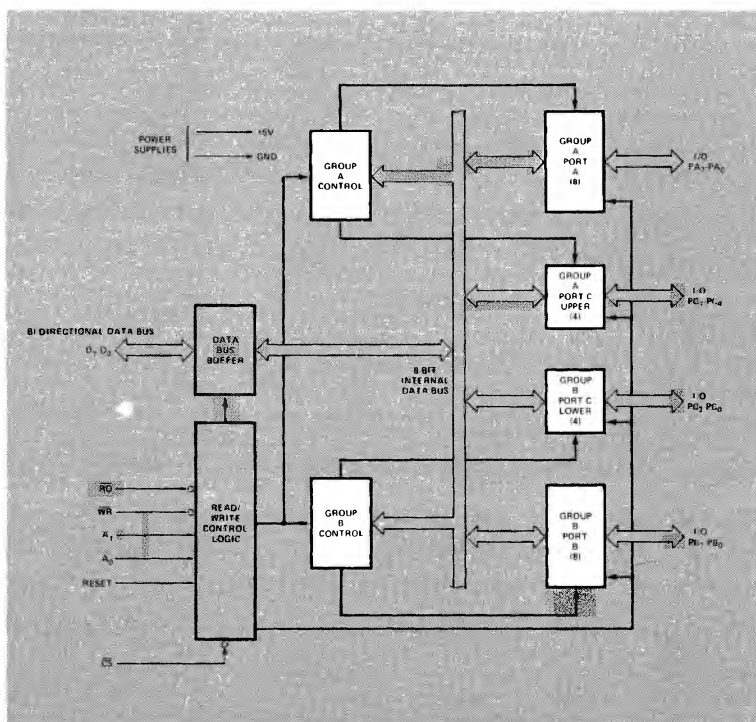 POWER
SUPPLIES
+5V
GND
GROUP
A
CONTROL
GROUP
A
PORT
A
(8)
I/O
PA7-PA0
GROUP
A
PORT C
UPPER
(4)
I/O
PC7-PC4
BI DIRECTIONAL DATA BUS
D7 D0
DATA
BUS
BUFFER
8 BIT
INTERNAL
DATA BUS
GROUP
B
PORT C
LOWER
(4)
I/O
PC3 PC0
RD
WR
A1
A0
RESET
CS
READ/
WRITE
CONTROL
LOGIC
GROUP
B
CONTROL
GROUP
B
PORT
B
(8)
I/O
PB7-PB0